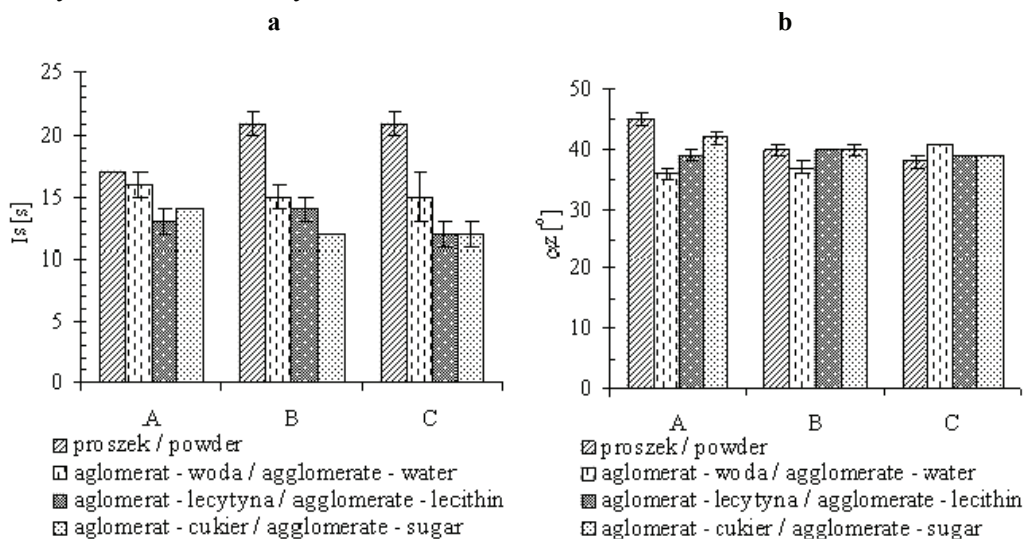 a
b
25
20
15
10
5
0
Is [s]
A
B
C
proszek / powder
aglomerat - woda / agglomerate - water
aglomerat - lecytyna / agglomerate - lecithin
aglomerat - cukier / agglomerate - sugar
50
40
30
20
10
0
αz [°]
A
B
C
proszek / powder
aglomerat - woda / agglomerate - water
aglomerat - lecytyna / agglomerate - lecithin
aglomerat - cukier / agglomerate - sugar